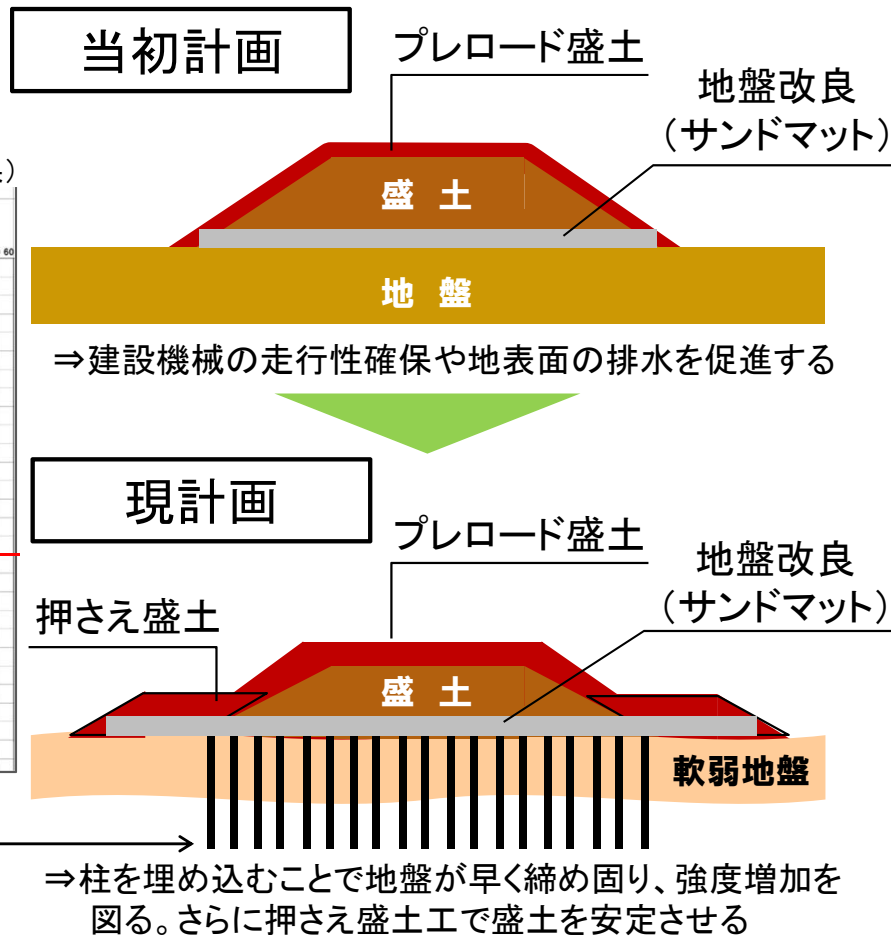 当初計画
プレロード盛土
地盤改良
（サンドマット）
60
盛 土
地 盤
⇒建設機械の走行性確保や地表面の排水を促進する
現計画
プレロード盛土
地盤改良
（サンドマット）
押さえ盛土
盛 土
軟弱地盤
⇒柱を埋め込むことで地盤が早く締め固り、強度増加を
図る。さらに押さえ盛土工で盛土を安定させる